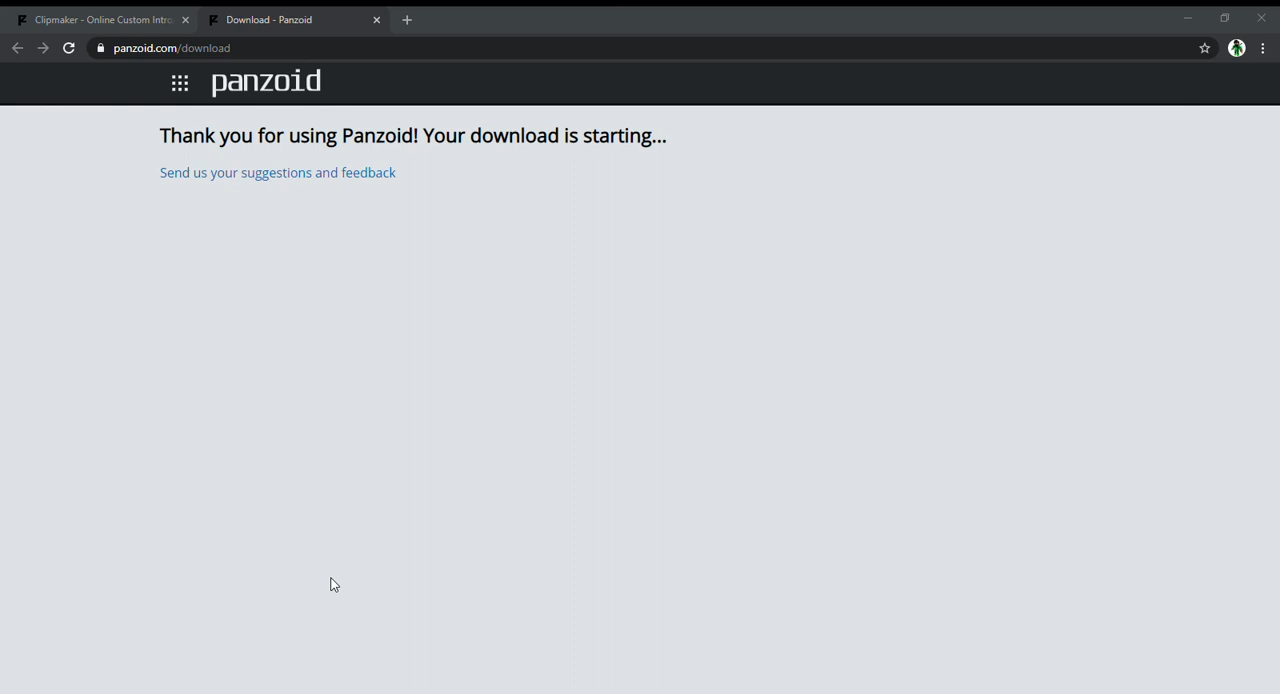 Clipmaker - Online Custom Intro
Download - Panzoid
panzoid.com/download
panzoid
Thank you for using Panzoid! Your download is starting...
Send us your suggestions and feedback